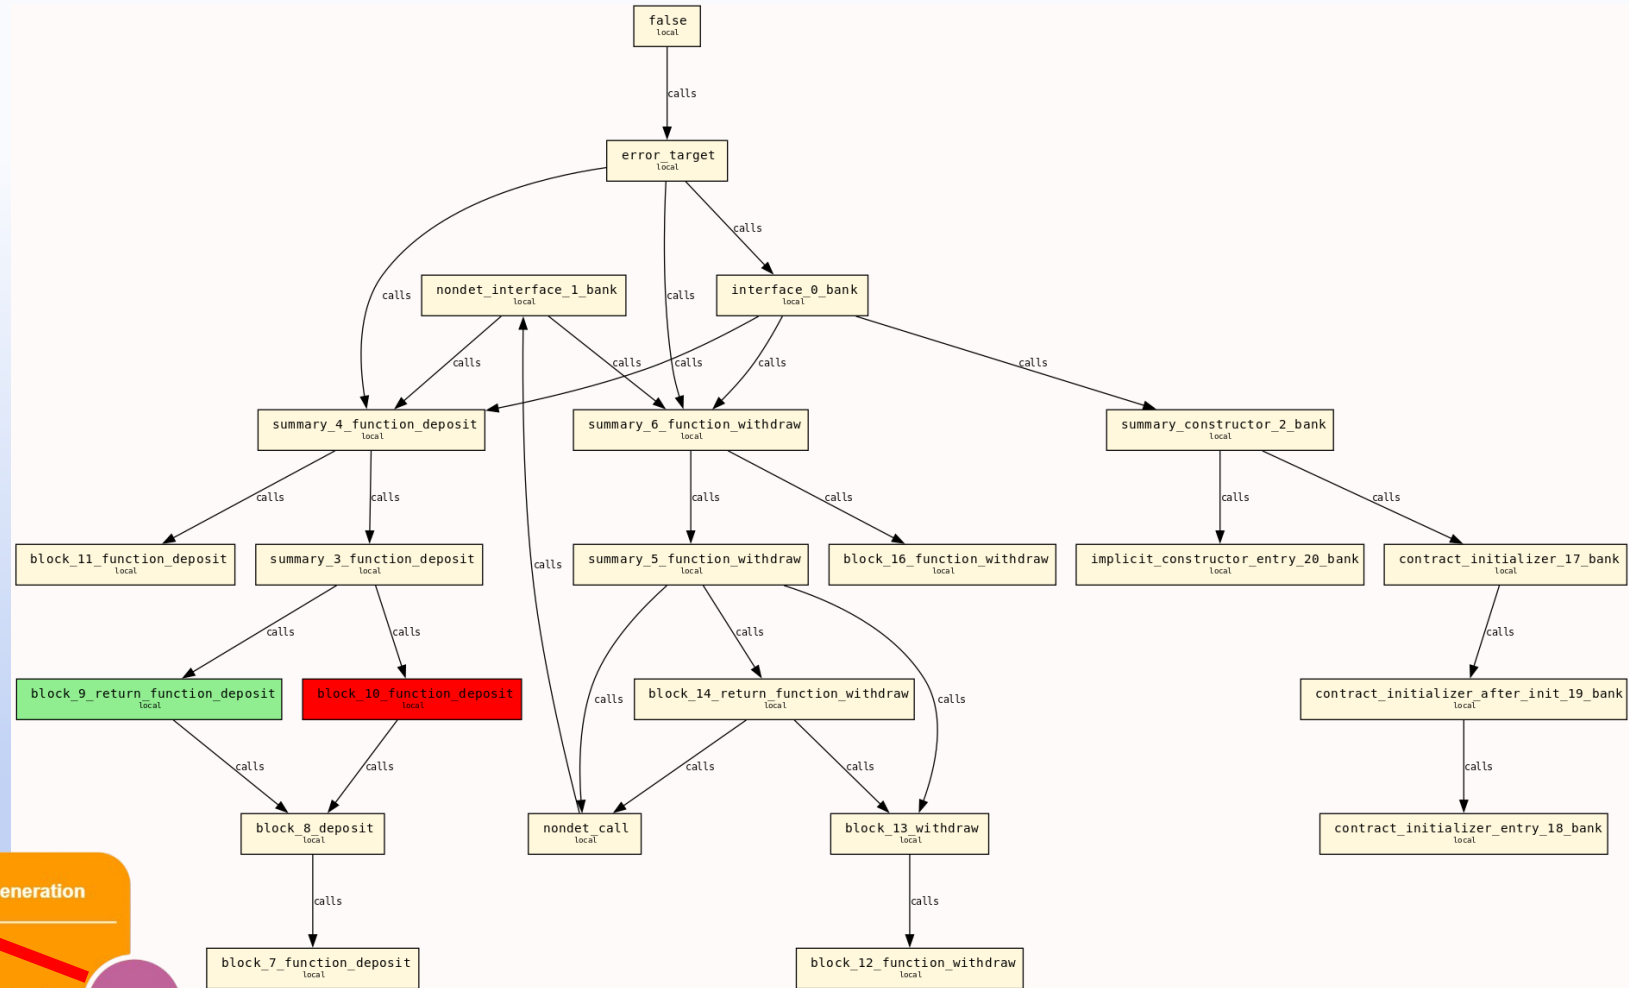 false
local
calls
error_target
local
calls
calls
calls
nondet_interface_1_bank
local
interface_0_bank
local
calls
calls
calls
calls
calls
summary_4_function_deposit
local
summary_6_function_withdraw
local
summary_constructor_2_bank
local
calls
calls
calls
calls
calls
calls
block_11_function_deposit
local
summary_3_function_deposit
local
summary_5_function_withdraw
local
block_16_function_withdraw
local
implicit_constructor_entry_20_bank
local
contract_initializer_17_bank
local
calls
calls
calls
calls
calls
block_9_return_function_deposit
local
block_10_function_deposit
local
calls
block_14_return_function_withdraw
local
calls
contract_initializer_after_init_19_bank
local
calls
calls
calls
calls
calls
block_8_deposit
local
nondet_call
local
block_13_withdraw
local
contract_initializer_entry_18_bank
local
eneration
calls
calls
block_7_function_deposit
local
block_12_function_withdraw
local